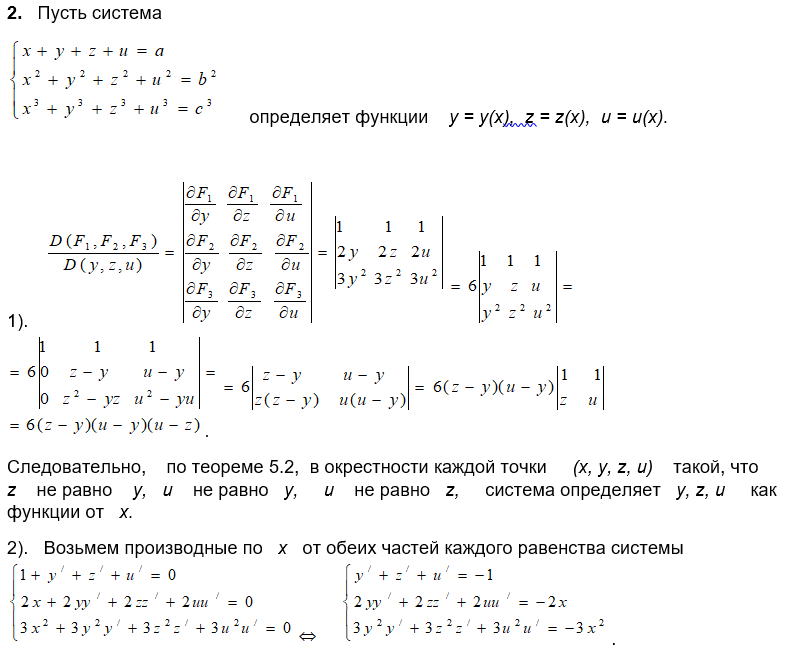 2. Пусть система
x + y + z + u = a
x² + y² + z² + u² = b²
x³ + y³ + z³ + u³ = c³
определяет функции y = y(x), z = z(x), u = u(x).
1). D(F₁,F₂,F₃)/D(y,z,u) = |∂F₁/∂y ∂F₁/∂z ∂F₁/∂u; ∂F₂/∂y ∂F₂/∂z ∂F₂/∂u; ∂F₃/∂y ∂F₃/∂z ∂F₃/∂u| = |1 1 1; 2y 2z 2u; 3y² 3z² 3u²| = 6|1 1 1; y z u; y² z² u²| =
= 6|1 1 1; 0 z − y u − y; 0 z² − yz u² − yu| = = 6|z − y u − y; z(z − y) u(u − y)| = 6(z − y)(u − y)|1 1; z u|
= 6(z − y)(u − y)(u − z).
Следовательно, по теореме 5.2, в окрестности каждой точки (x, y, z, u) такой, что
z не равно y, u не равно y, u не равно z, система определяет y, z, u как
функции от x.
2). Возьмем производные по x от обеих частей каждого равенства системы
1 + y′ + z′ + u′ = 0
2x + 2yy′ + 2zz′ + 2uu′ = 0
3x² + 3y²y′ + 3z²z′ + 3u²u′ = 0 ⇔
y′ + z′ + u′ = −1
2yy′ + 2zz′ + 2uu′ = −2x
3y²y′ + 3z²z′ + 3u²u′ = −3x².